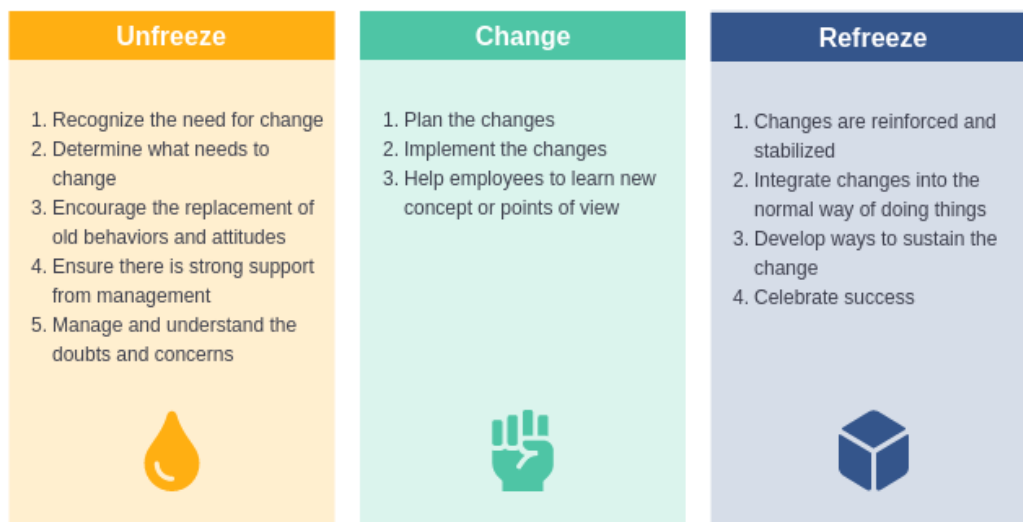 Unfreeze
1. Recognize the need for change
2. Determine what needs to
change
3. Encourage the replacement of
old behaviors and attitudes
4. Ensure there is strong support
from management
5. Manage and understand the
doubts and concerns
Change
1. Plan the changes
2. Implement the changes
3. Help employees to learn new
concept or points of view
Refreeze
1. Changes are reinforced and
stabilized
2. Integrate changes into the
normal way of doing things
3. Develop ways to sustain the
change
4. Celebrate success